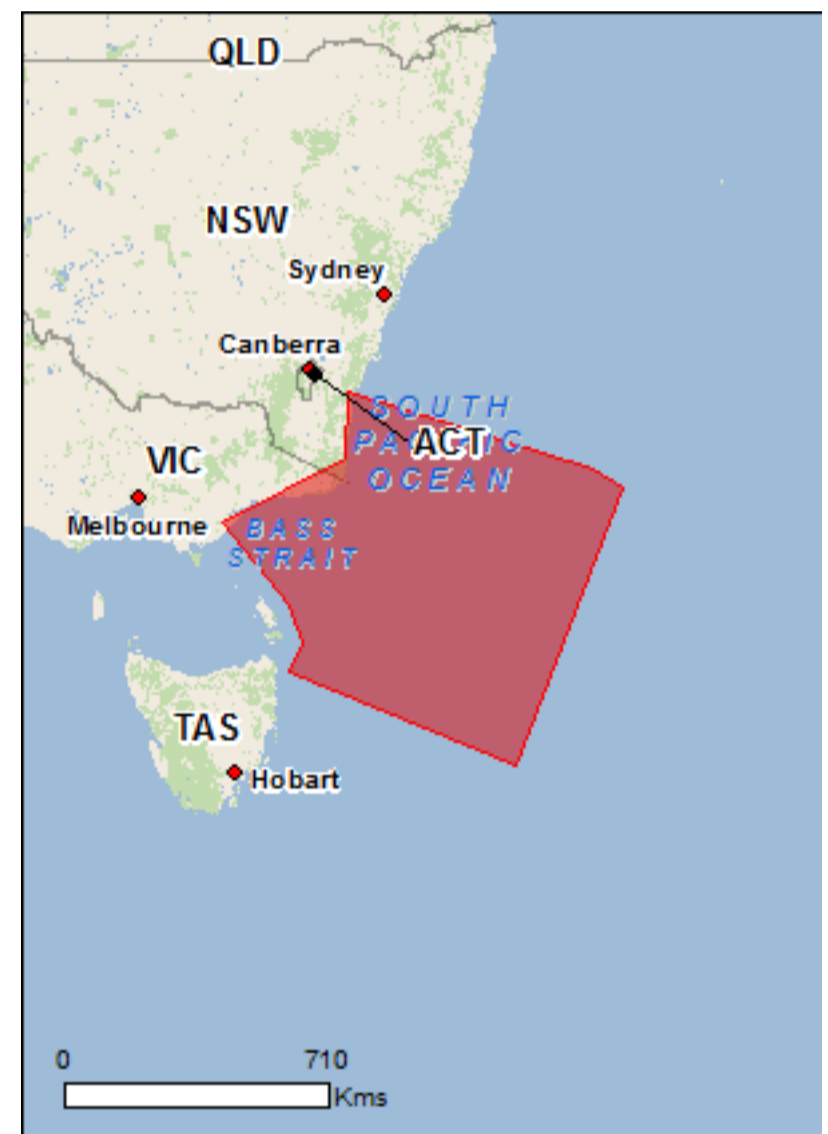 QLD
NSW
Sydney
Canberra
SOUTH
PACIFIC
OCEAN
ACT
VIC
Melbourne
BASS
STRAIT
TAS
Hobart
0 710
Kms